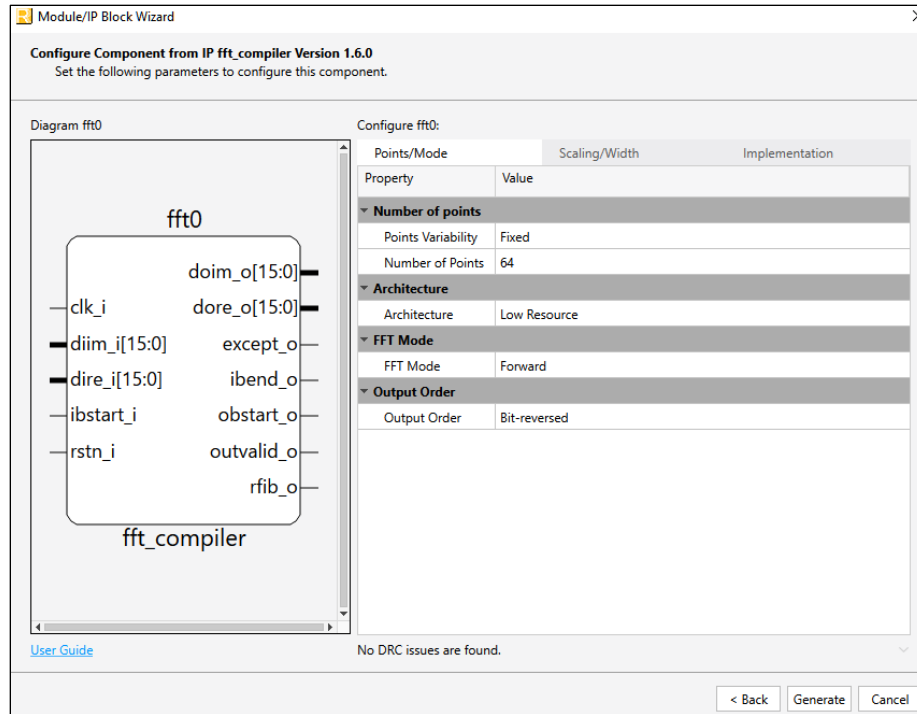 Module/IP Block Wizard
Configure Component from IP fft_compiler Version 1.6.0
Set the following parameters to configure this component.
Diagram fft0
Configure fft0:
Points/Mode Scaling/Width Implementation
Property Value
Number of points
Points Variability Fixed
Number of Points 64
Architecture
Architecture Low Resource
FFT Mode
FFT Mode Forward
Output Order
Output Order Bit-reversed
fft0
doim_o[15:0]
clk_i dore_o[15:0]
diim_i[15:0] except_o
dire_i[15:0] ibend_o
ibstart_i obstart_o
rstn_i outvalid_o
rfib_o
fft_compiler
User Guide
No DRC issues are found.
< Back Generate Cancel